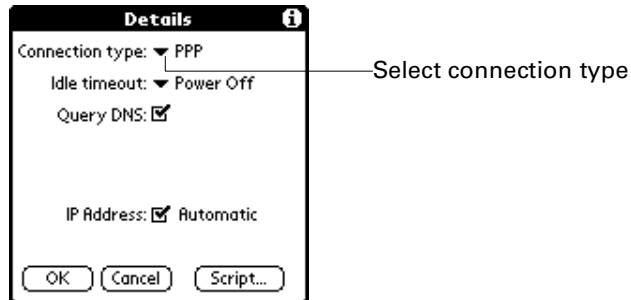 Details
Connection type: PPP
Select connection type
Idle timeout: Power Off
Query DNS:
IP Address: Automatic
OK Cancel Script...